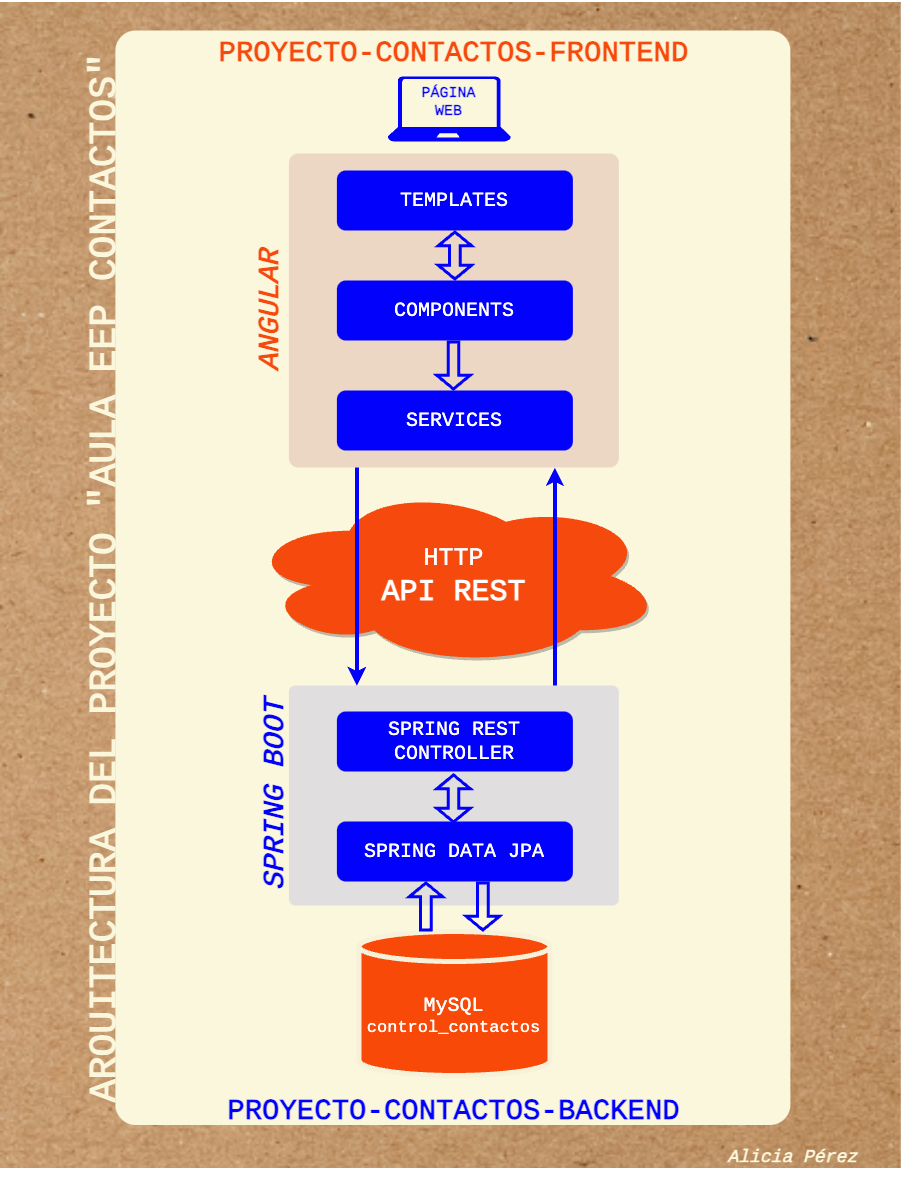 PROYECTO-CONTACTOS-FRONTEND
ARQUITECTURA DEL PROYECTO "AULA EEP CONTACTOS"
PÁGINA
WEB
ANGULAR
TEMPLATES
COMPONENTS
SERVICES
HTTP
API REST
SPRING BOOT
SPRING REST
CONTROLLER
SPRING DATA JPA
MySQL
control_contactos
PROYECTO-CONTACTOS-BACKEND
Alicia Pérez